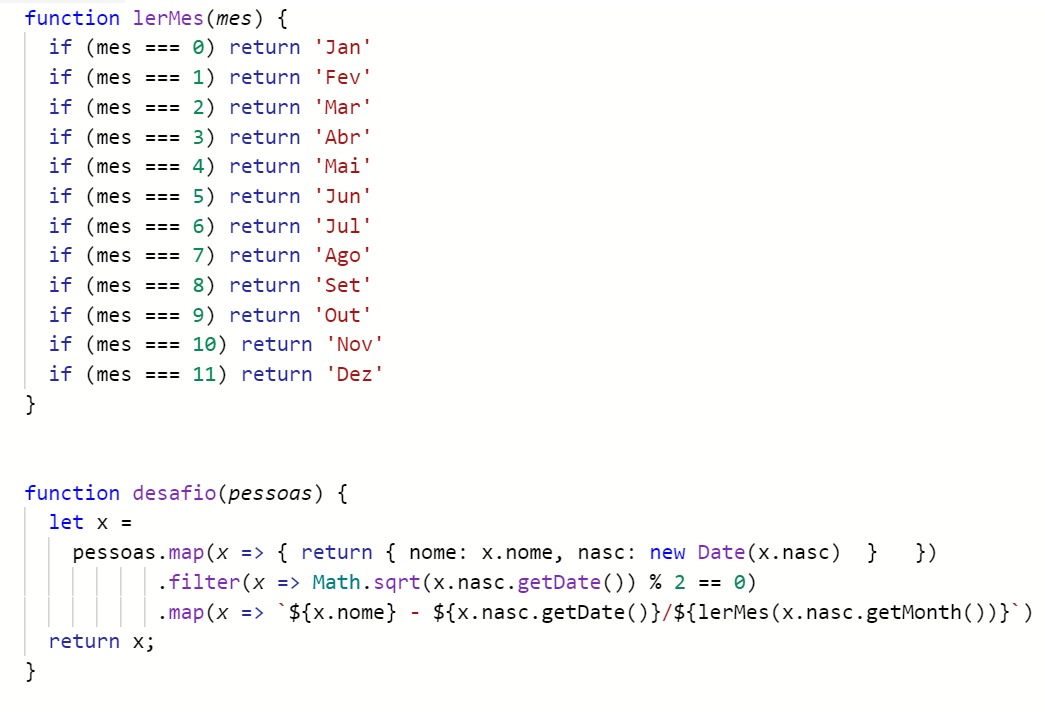 function lerMes(mes) {
  if (mes === 0) return 'Jan'
  if (mes === 1) return 'Fev'
  if (mes === 2) return 'Mar'
  if (mes === 3) return 'Abr'
  if (mes === 4) return 'Mai'
  if (mes === 5) return 'Jun'
  if (mes === 6) return 'Jul'
  if (mes === 7) return 'Ago'
  if (mes === 8) return 'Set'
  if (mes === 9) return 'Out'
  if (mes === 10) return 'Nov'
  if (mes === 11) return 'Dez'
}
function desafio(pessoas) {
  let x =
    pessoas.map(x => { return { nome: x.nome, nasc: new Date(x.nasc)  }   })
           .filter(x => Math.sqrt(x.nasc.getDate()) % 2 == 0)
           .map(x => `${x.nome} - ${x.nasc.getDate()}/${lerMes(x.nasc.getMonth())}`)
  return x;
}